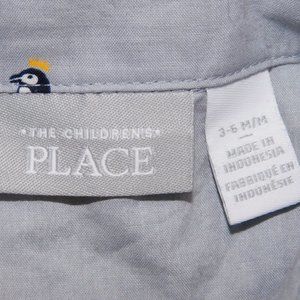 • THE CHILDREN'S •
PLACE
3-6 M/M
MADE IN
INDONESIA
FABRIQUÉ EN
INDONÉSIE